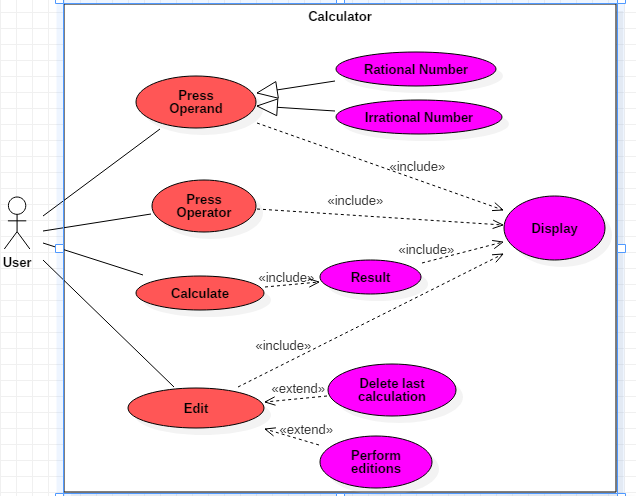 Calculator
Press
Operand
Rational Number
Irrational Number
«include»
Press
Operator
«include»
Display
User
«include»
Calculate
«include»
Result
«include»
Edit
«extend»
Delete last
calculation
«extend»
Perform
editions